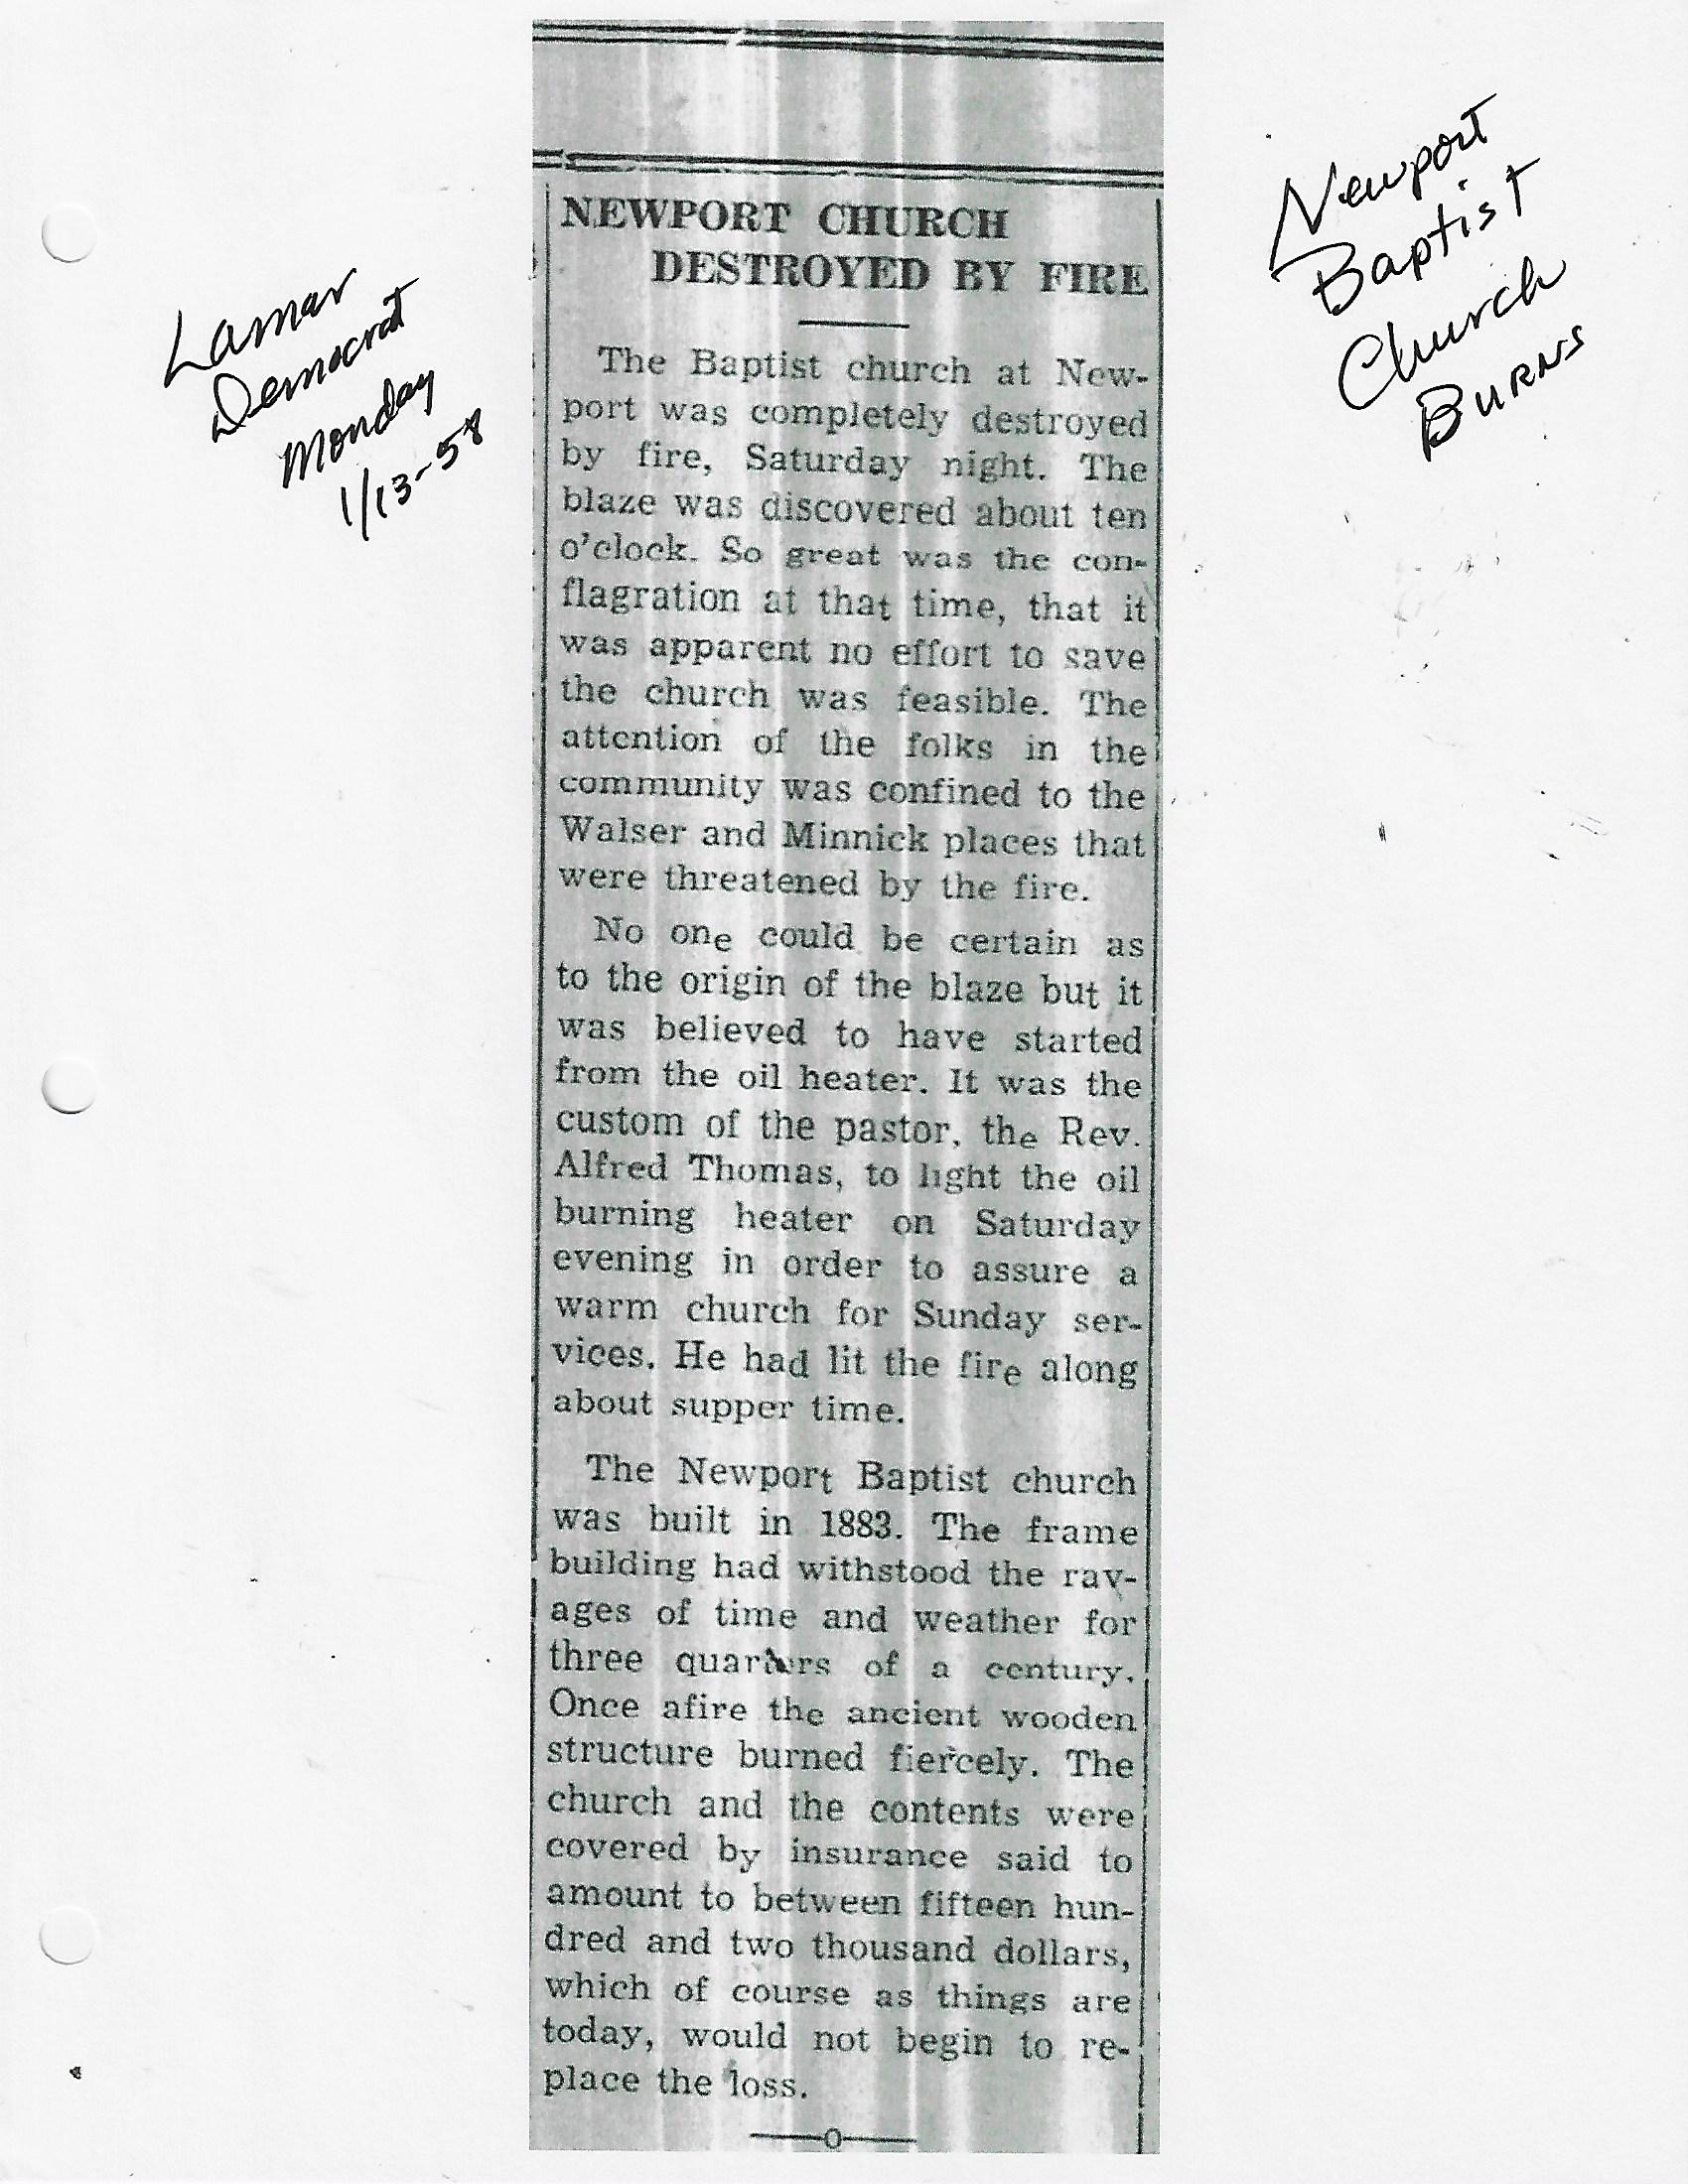 Lamar
Democrat
Monday
1/13-58
Newport
Baptist
Church
Burns
NEWPORT CHURCH
DESTROYED BY FIRE
The Baptist church at New-
port was completely destroyed
by fire, Saturday night. The
blaze was discovered about ten
o'clock. So great was the con-
flagration at that time, that it
was apparent no effort to save
the church was feasible. The
attention of the folks in the
community was confined to the
Walser and Minnick places that
were threatened by the fire.
No one could be certain as
to the origin of the blaze but it
was believed to have started
from the oil heater. It was the
custom of the pastor, the Rev.
Alfred Thomas, to light the oil
burning heater on Saturday
evening in order to assure a
warm church for Sunday ser-
vices. He had lit the fire along
about supper time.
The Newport Baptist church
was built in 1883. The frame
building had withstood the rav-
ages of time and weather for
three quarters of a century.
Once afire the ancient wooden
structure burned fiercely. The
church and the contents were
covered by insurance said to
amount to between fifteen hun-
dred and two thousand dollars,
which of course as things are
today, would not begin to re-
place the loss.
——o——